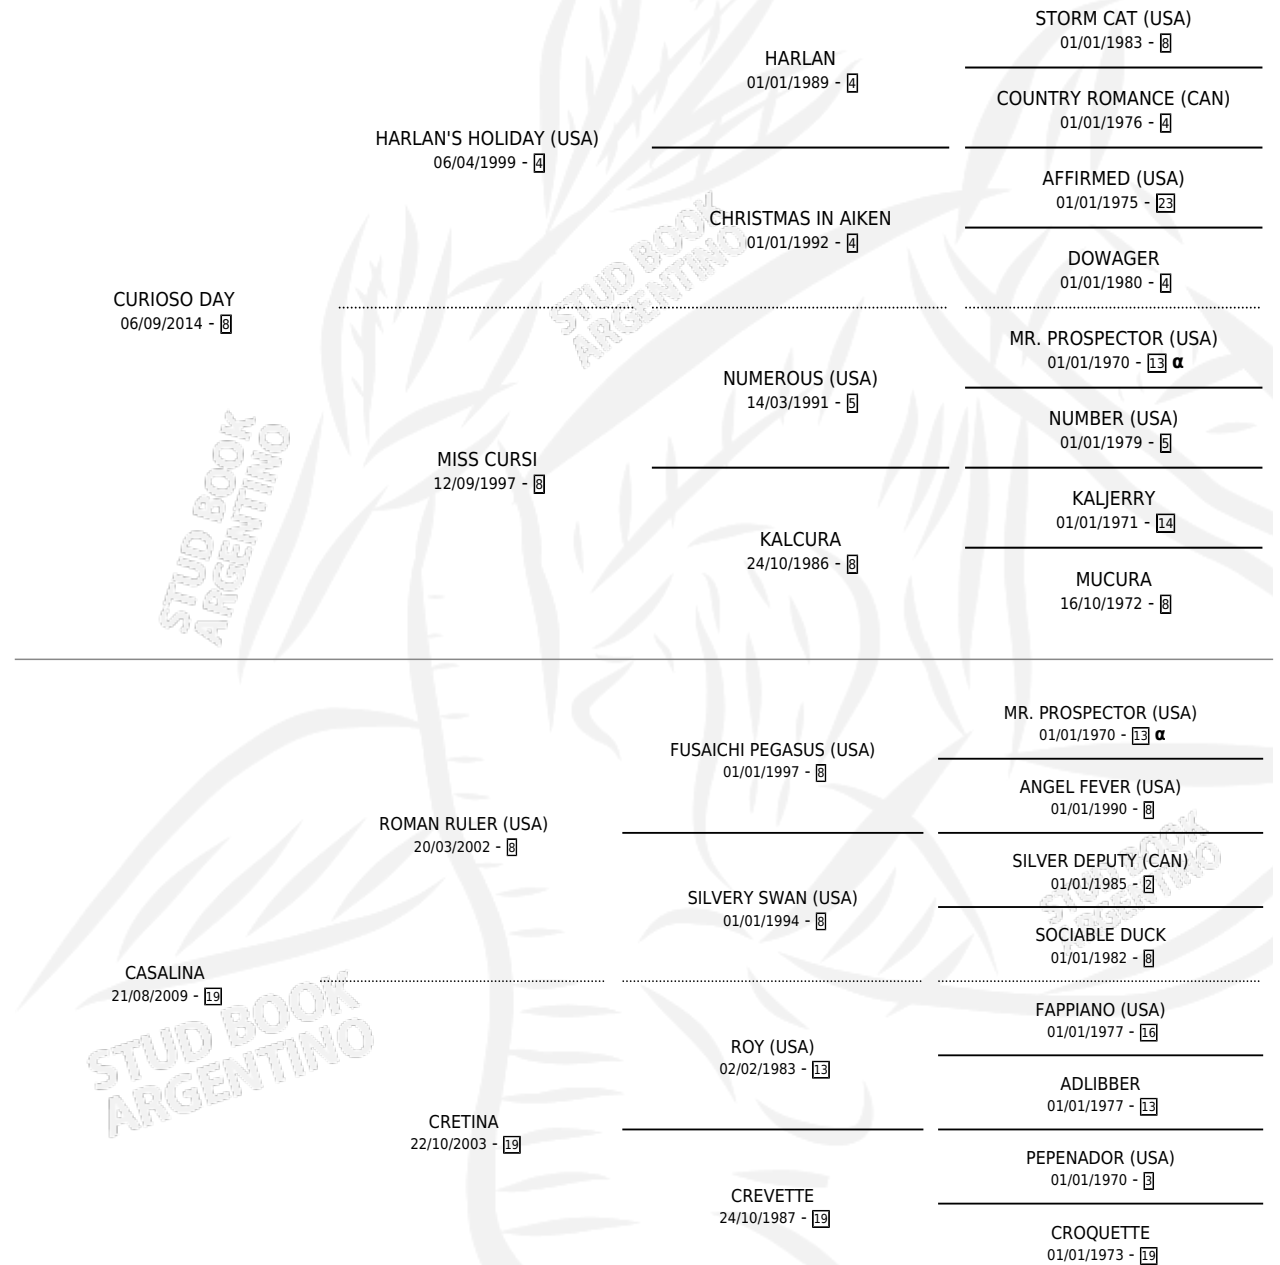 STORM CAT (USA)
01/01/1983 - 8
HARLAN
01/01/1989 - 4
COUNTRY ROMANCE (CAN)
01/01/1976 - 4
HARLAN'S HOLIDAY (USA)
06/04/1999 - 4
AFFIRMED (USA)
01/01/1975 - 23
CHRISTMAS IN AIKEN
01/01/1992 - 4
DOWAGER
01/01/1980 - 4
CURIOSO DAY
06/09/2014 - 8
MR. PROSPECTOR (USA)
01/01/1970 - 13 α
NUMEROUS (USA)
14/03/1991 - 5
NUMBER (USA)
01/01/1979 - 5
MISS CURSI
12/09/1997 - 8
KALJERRY
01/01/1971 - 14
KALCURA
24/10/1986 - 8
MUCURA
16/10/1972 - 8
MR. PROSPECTOR (USA)
01/01/1970 - 13 α
FUSAICHI PEGASUS (USA)
01/01/1997 - 8
ANGEL FEVER (USA)
01/01/1990 - 8
ROMAN RULER (USA)
20/03/2002 - 8
SILVER DEPUTY (CAN)
01/01/1985 - 2
SILVERY SWAN (USA)
01/01/1994 - 8
SOCIABLE DUCK
01/01/1982 - 8
CASALINA
21/08/2009 - 19
FAPPIANO (USA)
01/01/1977 - 16
ROY (USA)
02/02/1983 - 13
ADLIBBER
01/01/1977 - 13
CRETINA
22/10/2003 - 19
PEPENADOR (USA)
01/01/1970 - 3
CREVETTE
24/10/1987 - 19
CROQUETTE
01/01/1973 - 19
STUD BOOK
ARGENTINO
STUD BOOK
ARGENTINO
STUD BOOK
ARGENTINO
STUD BOOK
ARGENTINO